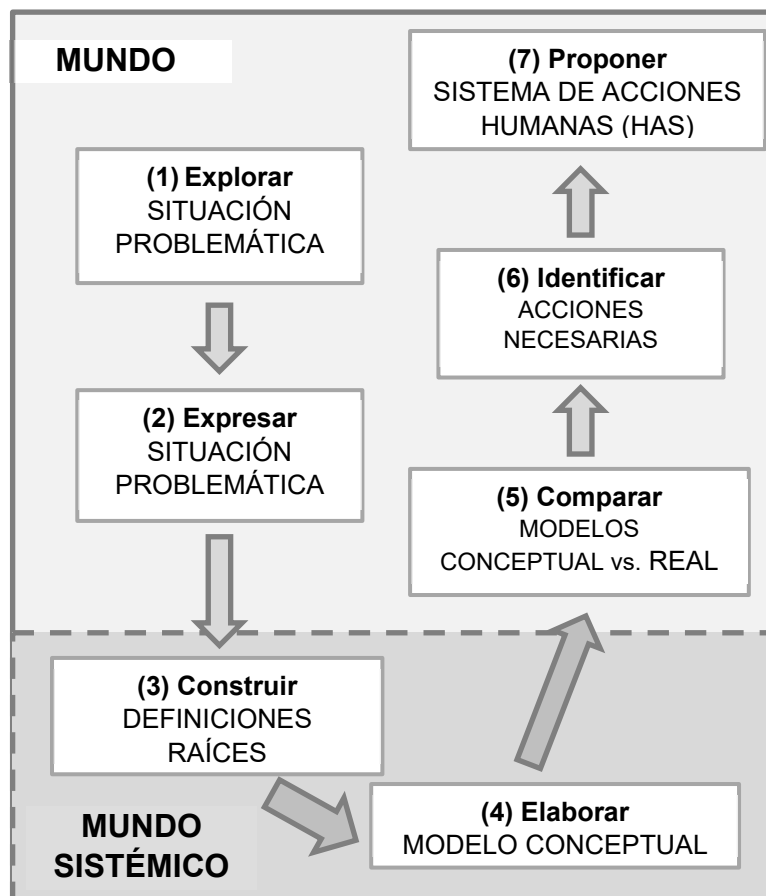 MUNDO
(1) Explorar
SITUACIÓN
PROBLEMÁTICA
(2) Expresar
SITUACIÓN
PROBLEMÁTICA
(3) Construir
DEFINICIONES
RAÍCES
(4) Elaborar
MODELO CONCEPTUAL
(5) Comparar
MODELOS
CONCEPTUAL vs. REAL
(6) Identificar
ACCIONES
NECESARIAS
(7) Proponer
SISTEMA DE ACCIONES
HUMANAS (HAS)
MUNDO
SISTÉMICO